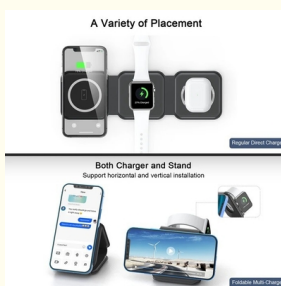 A Variety of Placement
Regular Direct Charge
Both Charger and Stand
Support horizontal and vertical installation
Foldable Multi-Charge